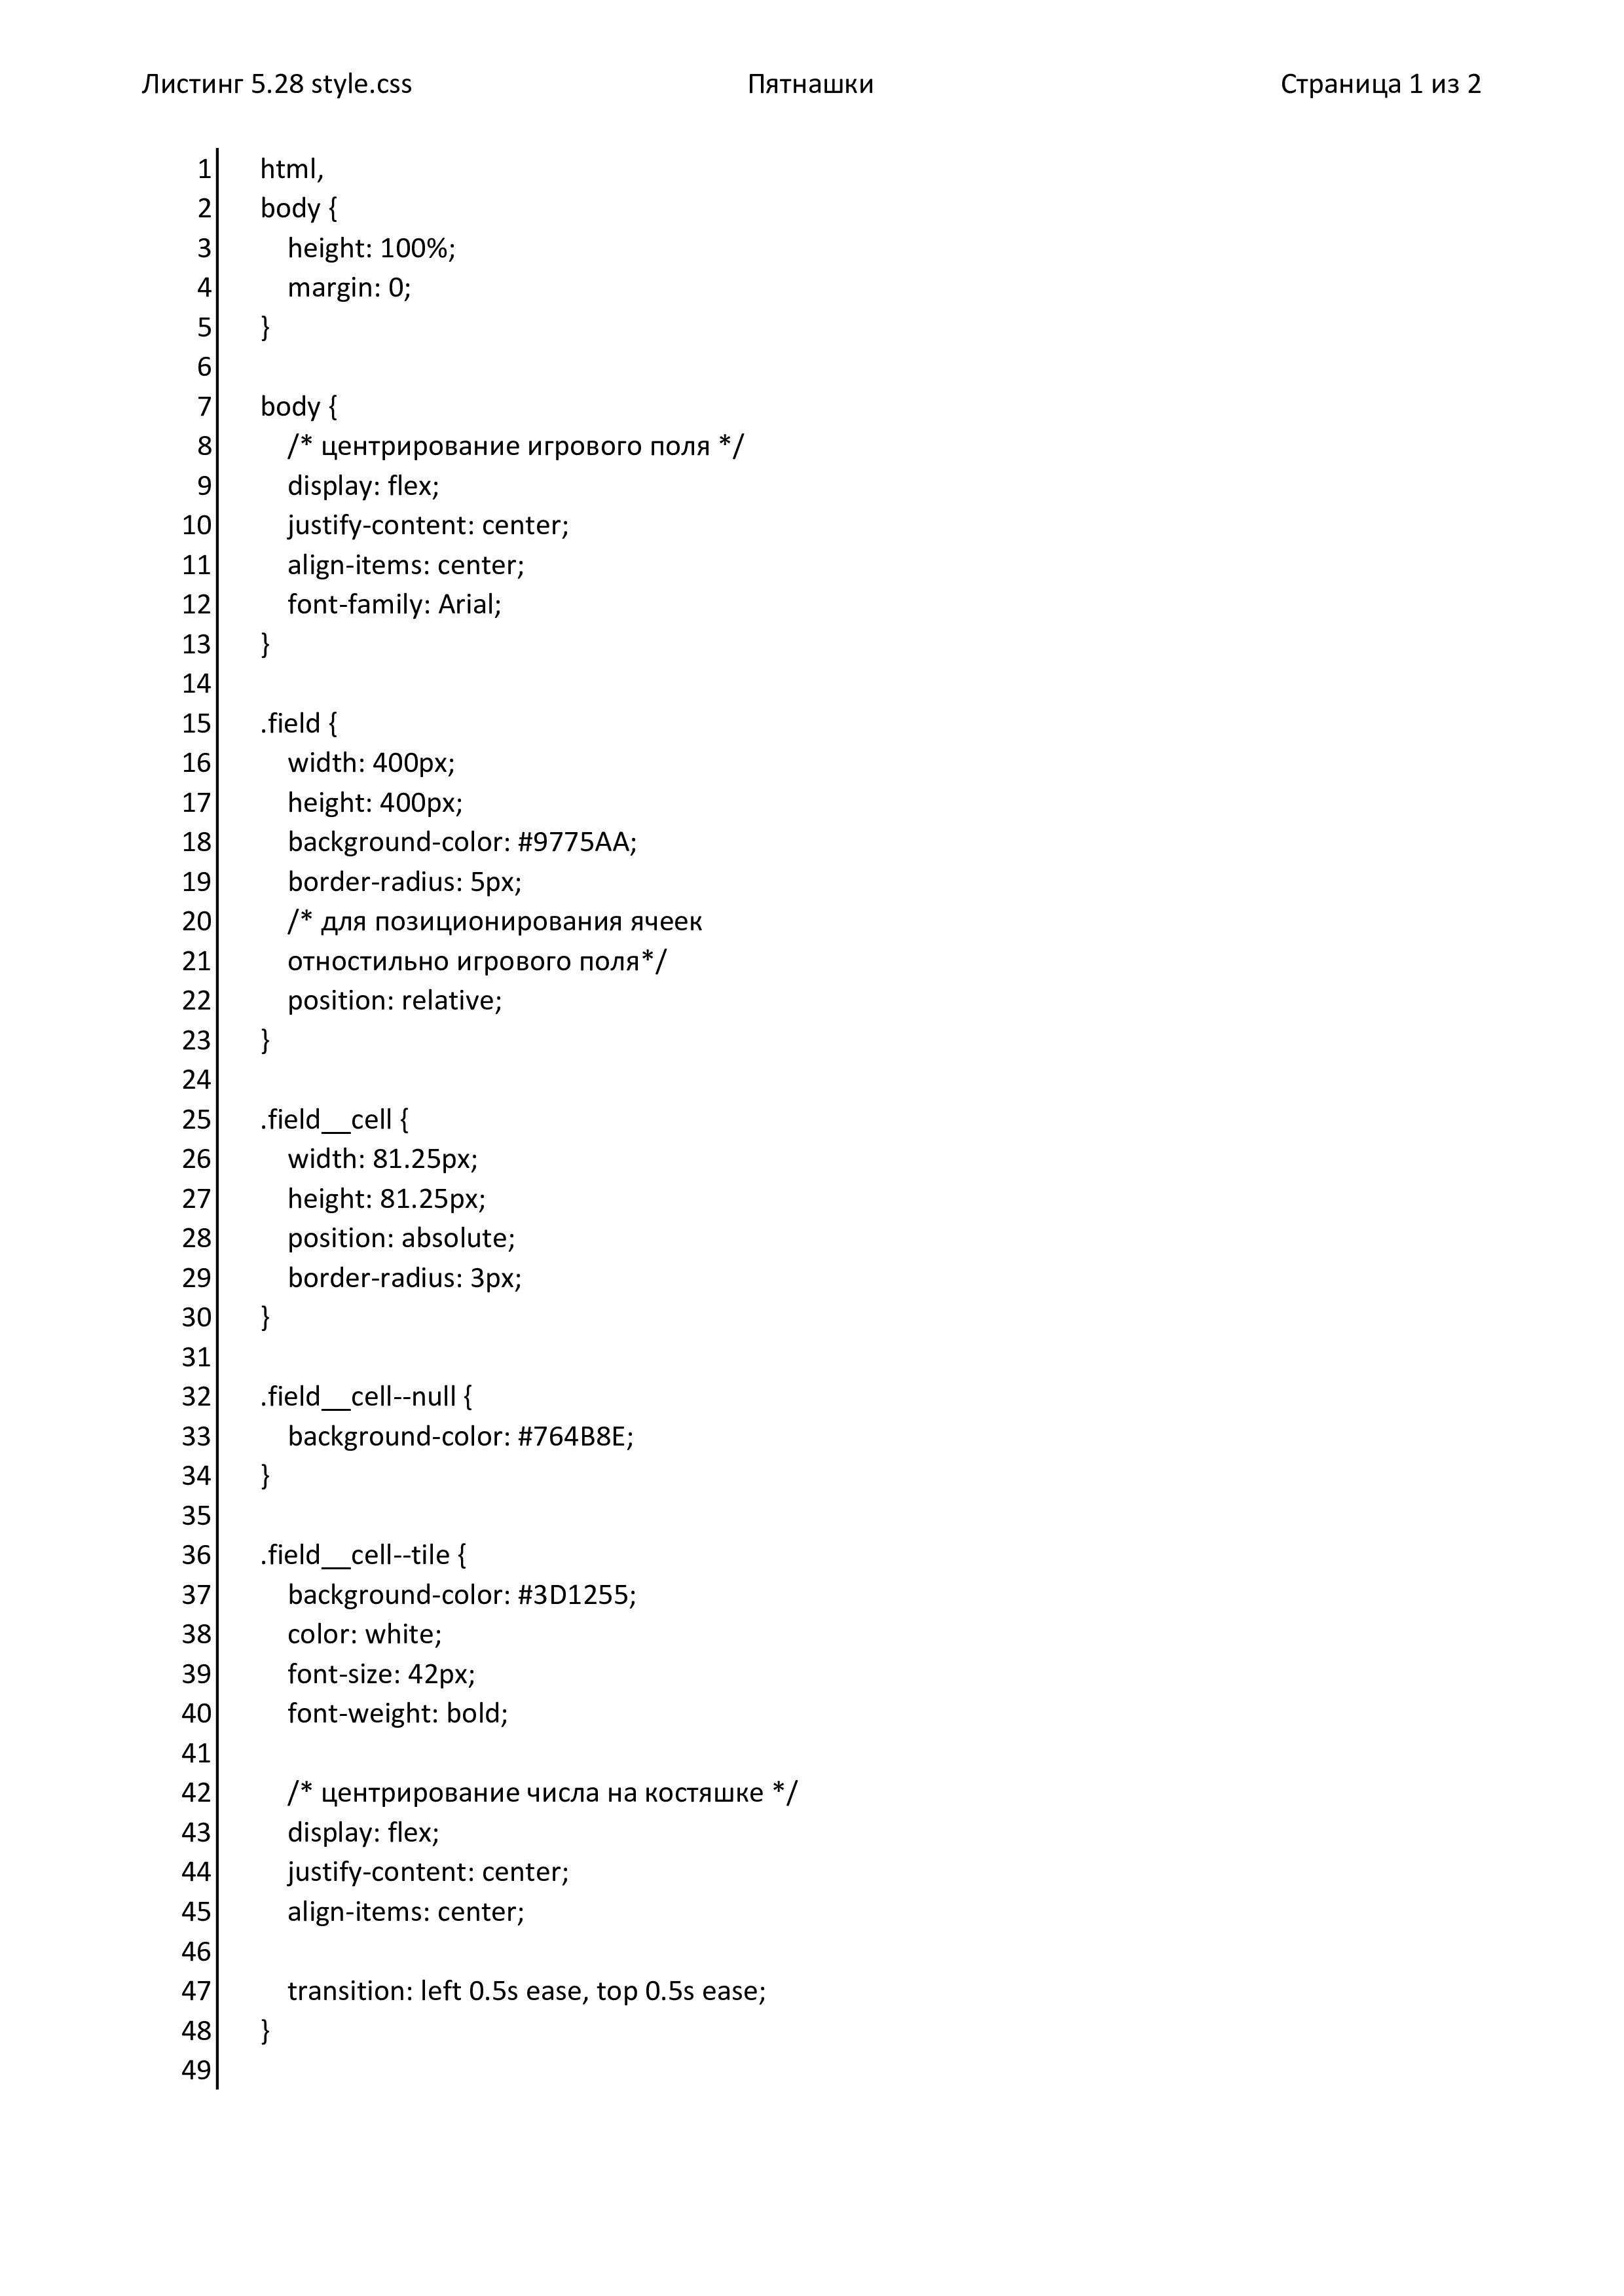 Листинг 5.28 style.css Пятнашки Страница 1 из 2
1 html,
2 body {
3 height: 100%;
4 margin: 0;
5 }
6
7 body {
8 /* центрирование игрового поля */
9 display: flex;
10 justify-content: center;
11 align-items: center;
12 font-family: Arial;
13 }
14
15 .field {
16 width: 400px;
17 height: 400px;
18 background-color: #9775AA;
19 border-radius: 5px;
20 /* для позиционирования ячеек
21 отностильно игрового поля*/
22 position: relative;
23 }
24
25 .field__cell {
26 width: 81.25px;
27 height: 81.25px;
28 position: absolute;
29 border-radius: 3px;
30 }
31
32 .field__cell--null {
33 background-color: #764B8E;
34 }
35
36 .field__cell--tile {
37 background-color: #3D1255;
38 color: white;
39 font-size: 42px;
40 font-weight: bold;
41
42 /* центрирование числа на костяшке */
43 display: flex;
44 justify-content: center;
45 align-items: center;
46
47 transition: left 0.5s ease, top 0.5s ease;
48 }
49